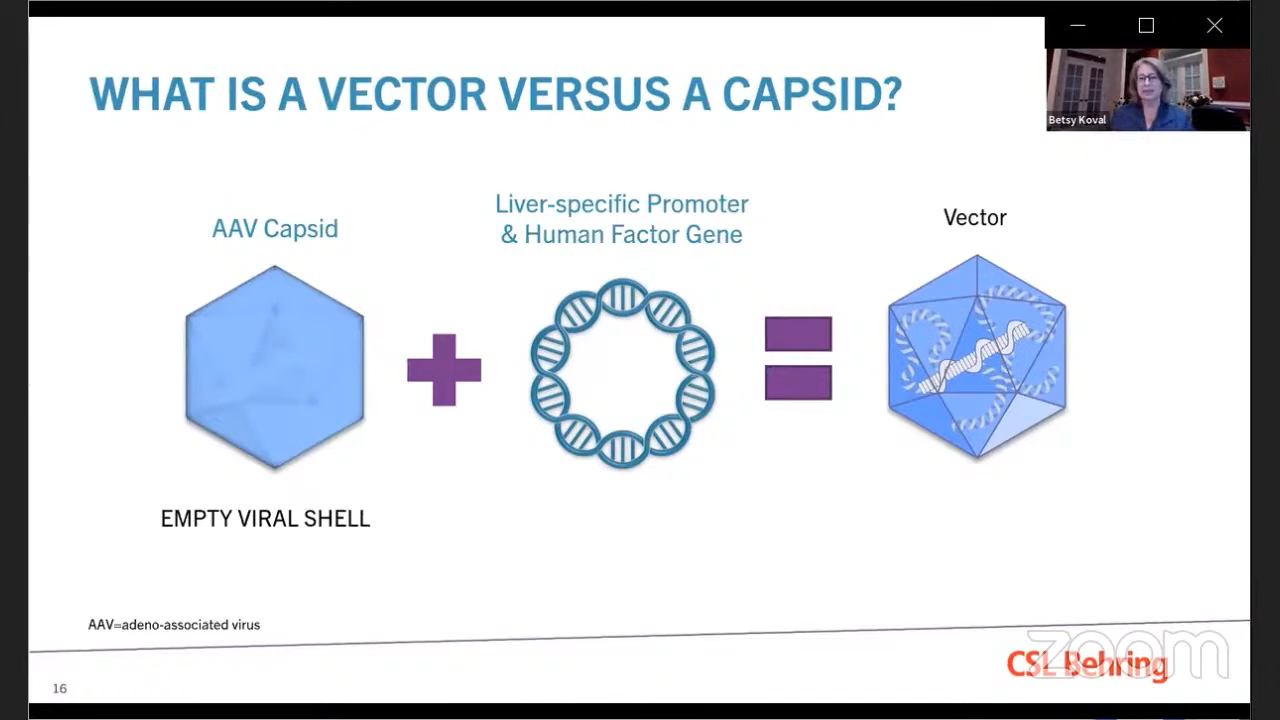 WHAT IS A VECTOR VERSUS A CAPSID?
Betsy Koval
AAV Capsid
Liver-specific Promoter
& Human Factor Gene
Vector
EMPTY VIRAL SHELL
AAV=adeno-associated virus
CSL Behring
zoom
16